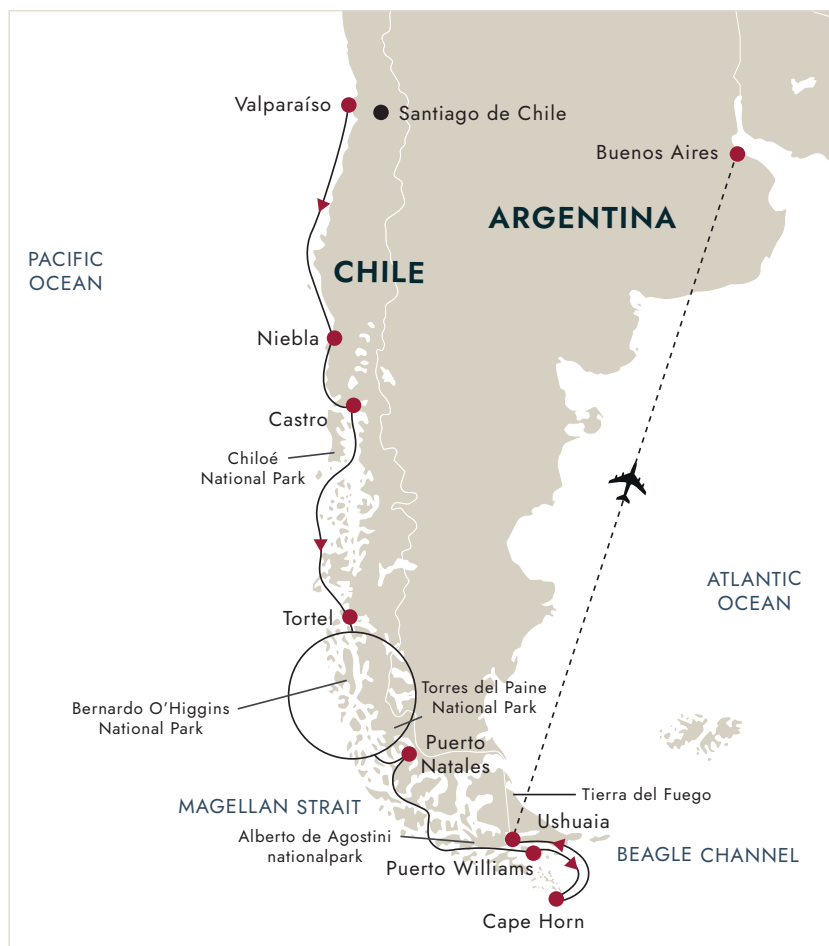 Valparaíso
Santiago de Chile
Buenos Aires
ARGENTINA
PACIFIC
OCEAN
CHILE
Niebla
Castro
Chiloé
National Park
ATLANTIC
OCEAN
Tortel
Bernardo O’Higgins
National Park
Torres del Paine
National Park
Puerto
Natales
MAGELLAN STRAIT
Tierra del Fuego
Ushuaia
Alberto de Agostini
nationalpark
BEAGLE CHANNEL
Puerto Williams
Cape Horn